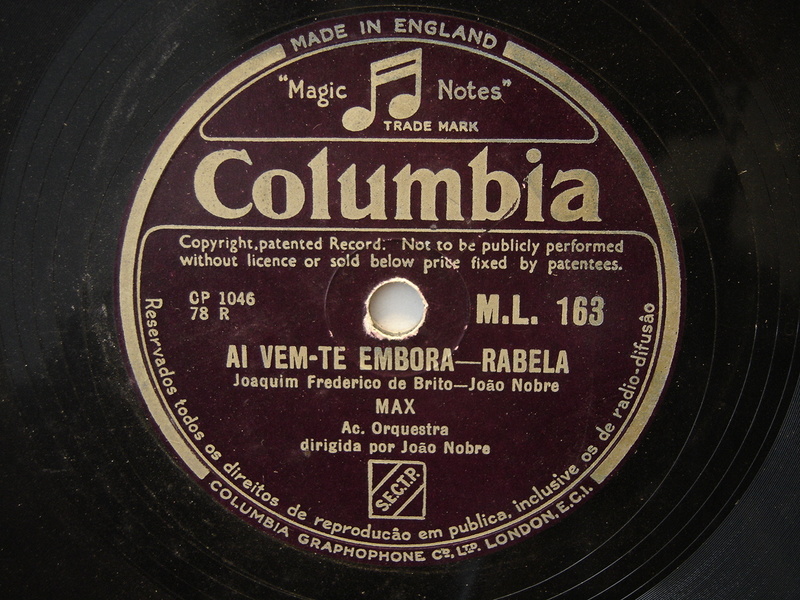 MADE IN ENGLAND
"Magic Notes"
TRADE MARK
Columbia
Copyright, patented Record. Not to be publicly performed
without licence or sold below price fixed by patentees.
CP 1046
78 R
M.L. 163
AI VEM-TE EMBORA—RABELA
Joaquim Frederico de Brito—João Nobre
MAX
Ac. Orquestra
dirigida por João Nobre
S.E.C.T.P.
Reservados todos os direitos de reproducâo em publica, inclusive os de radio-difusâo
COLUMBIA GRAPHOPHONE CO., LTD. LONDON, E.C.1.